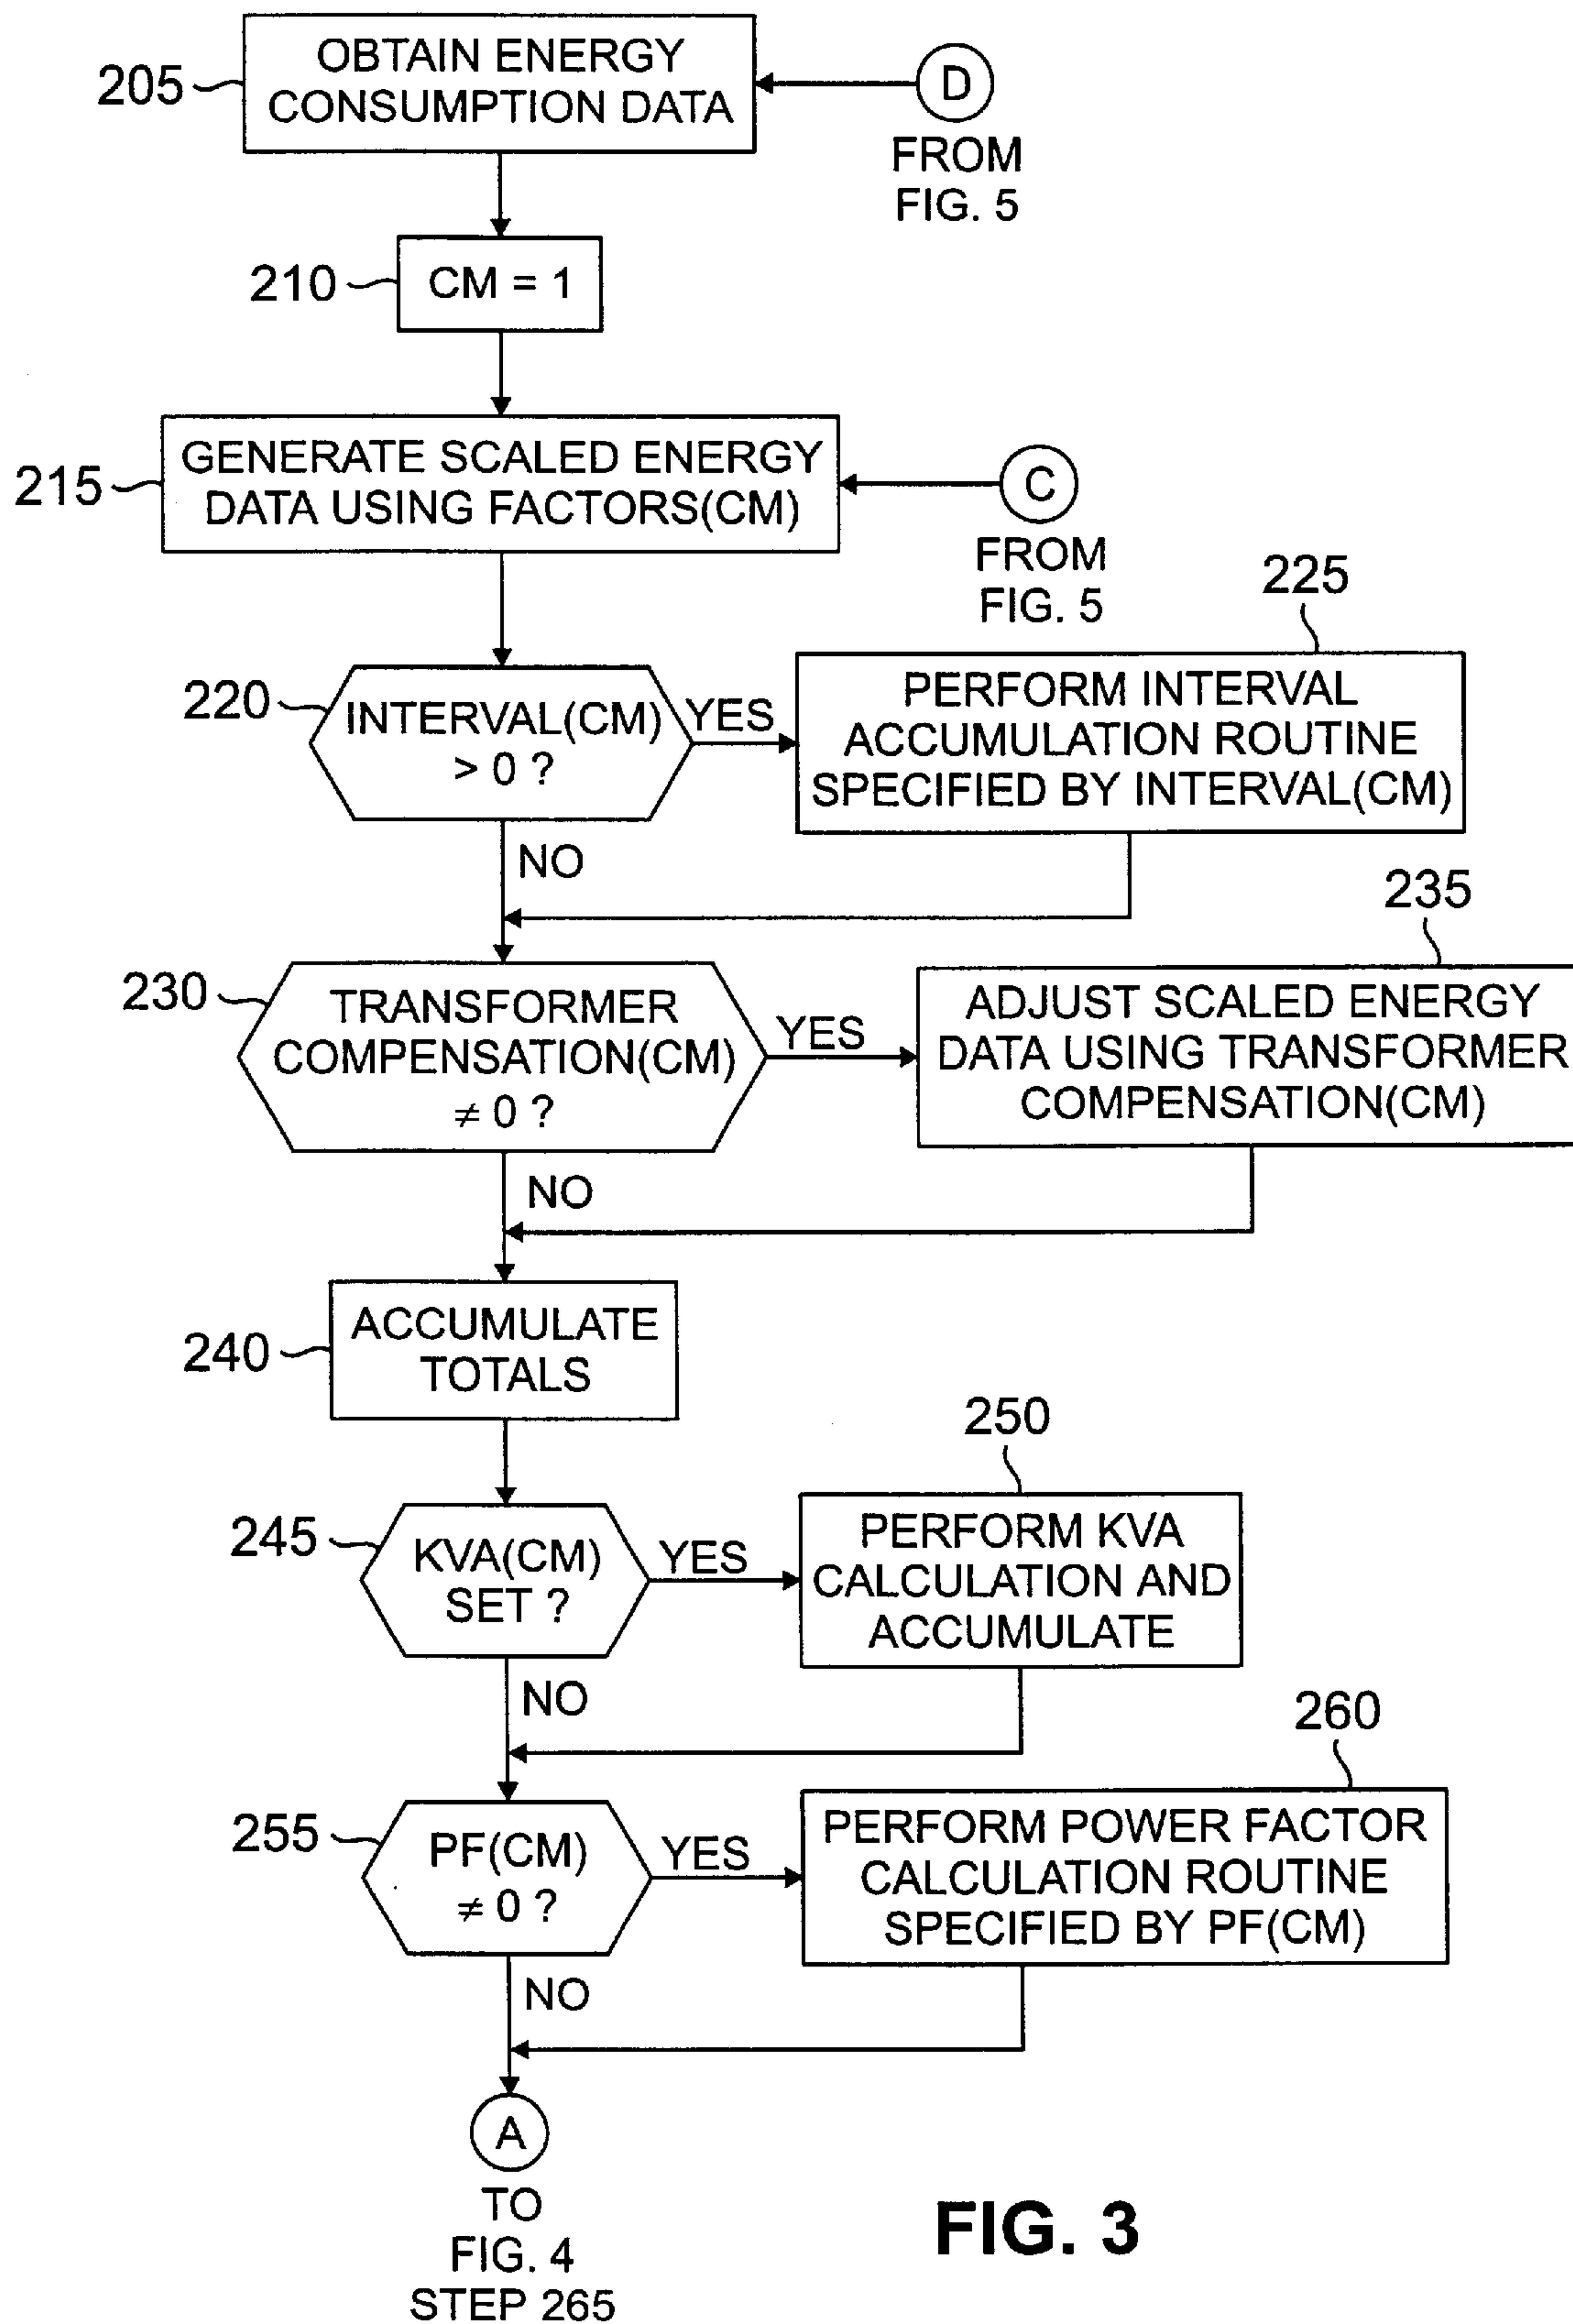 205
OBTAIN ENERGY
CONSUMPTION DATA
D
FROM
FIG. 5
210
CM = 1
215
GENERATE SCALED ENERGY
DATA USING FACTORS(CM)
C
FROM
FIG. 5
220
INTERVAL(CM)
> 0 ?
YES
NO
225
PERFORM INTERVAL
ACCUMULATION ROUTINE
SPECIFIED BY INTERVAL(CM)
230
TRANSFORMER
COMPENSATION(CM)
≠ 0 ?
YES
NO
235
ADJUST SCALED ENERGY
DATA USING TRANSFORMER
COMPENSATION(CM)
240
ACCUMULATE
TOTALS
245
KVA(CM)
SET ?
YES
NO
250
PERFORM KVA
CALCULATION AND
ACCUMULATE
255
PF(CM)
≠ 0 ?
YES
NO
260
PERFORM POWER FACTOR
CALCULATION ROUTINE
SPECIFIED BY PF(CM)
A
TO
FIG. 4
STEP 265
FIG. 3